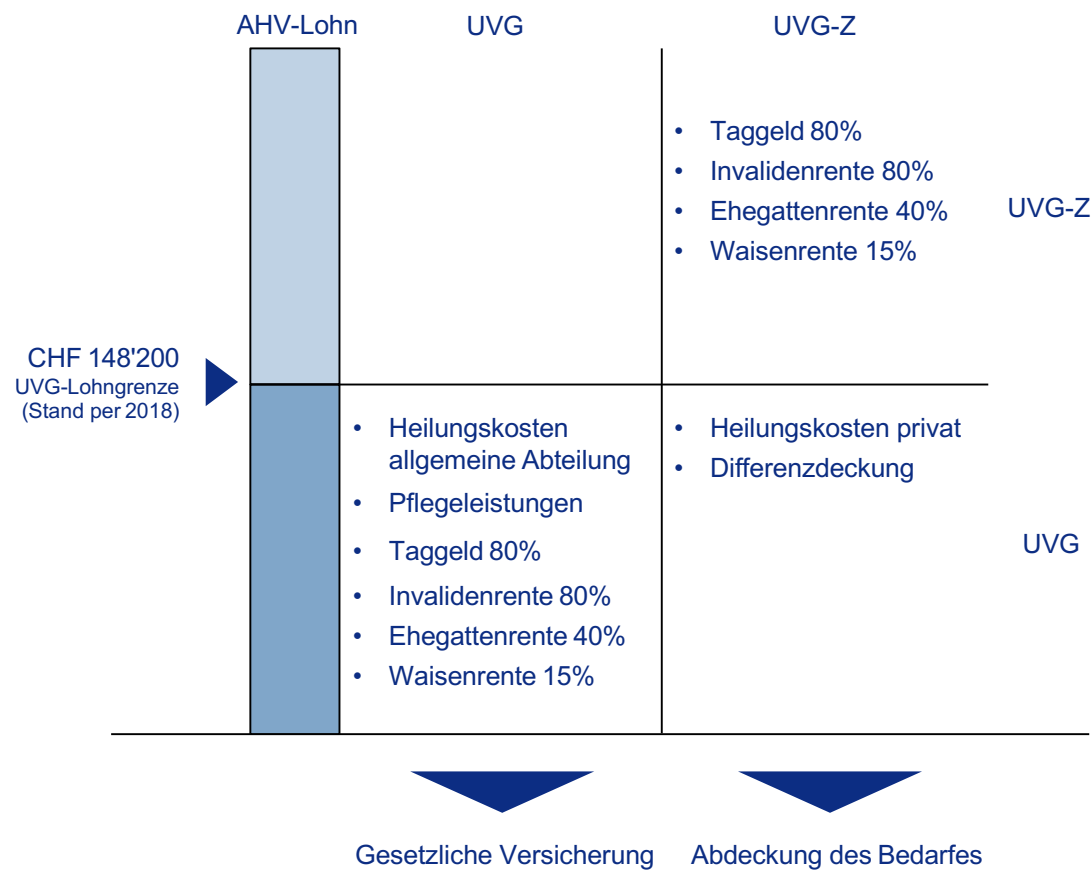 AHV-Lohn
UVG
UVG-Z
• Taggeld 80%
• Invalidenrente 80%
• Ehegattenrente 40%
• Waisenrente 15%
UVG-Z
CHF 148'200
UVG-Lohngrenze
(Stand per 2018)
• Heilungskosten
allgemeine Abteilung
• Pflegeleistungen
• Taggeld 80%
• Invalidenrente 80%
• Ehegattenrente 40%
• Waisenrente 15%
• Heilungskosten privat
• Differenzdeckung
UVG
Gesetzliche Versicherung
Abdeckung des Bedarfes